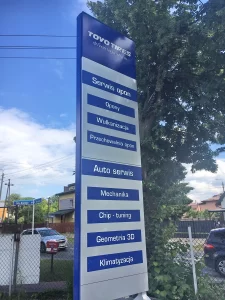 TOYO TIRES
Serwis opon
Opony
Wulkanizacja
Przechowalnia opon
Auto serwis
Mechanika
Chip - tuning
Geometria 3D
Klimatyzacja